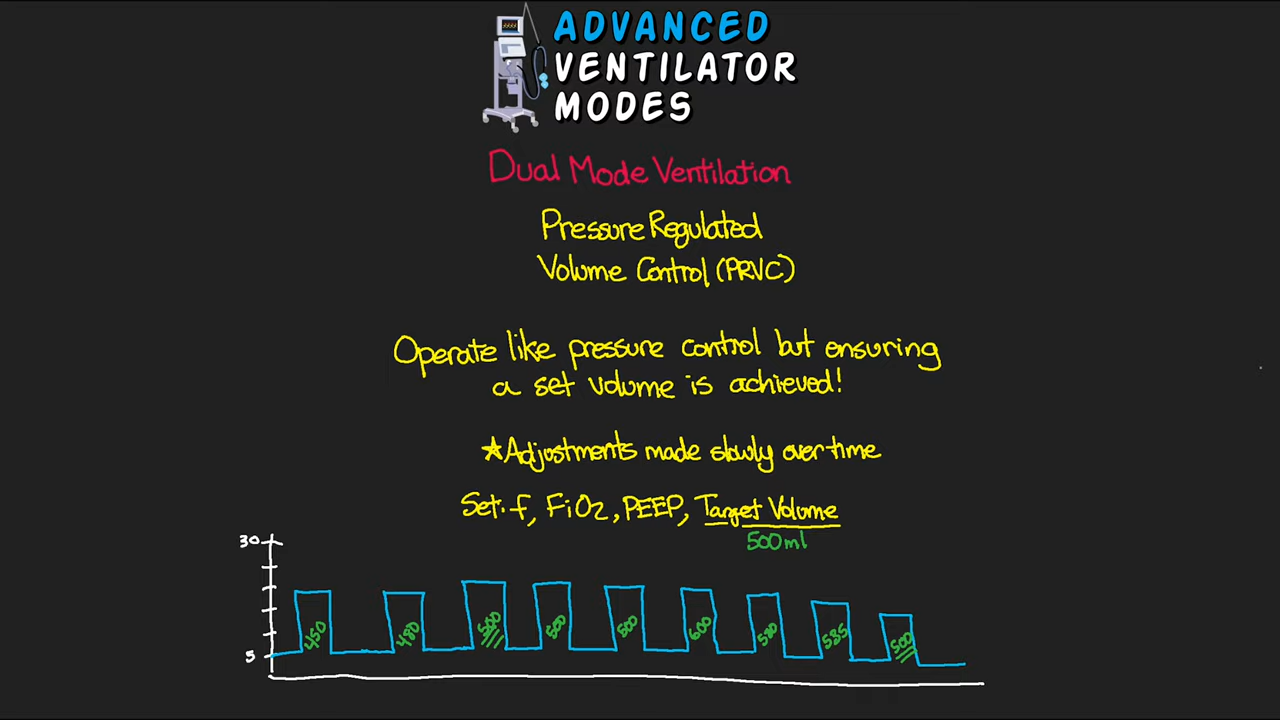 ADVANCED
VENTILATOR
MODES
Dual Mode Ventilation
Pressure Regulated
Volume Control (PRVC)
Operate like pressure control but ensuring
a set volume is achieved!
*Adjustments made slowly over time
Set: f, FiO2, PEEP, Target Volume
500ml
30
450 480 500 500 500 600 580 535 500
5